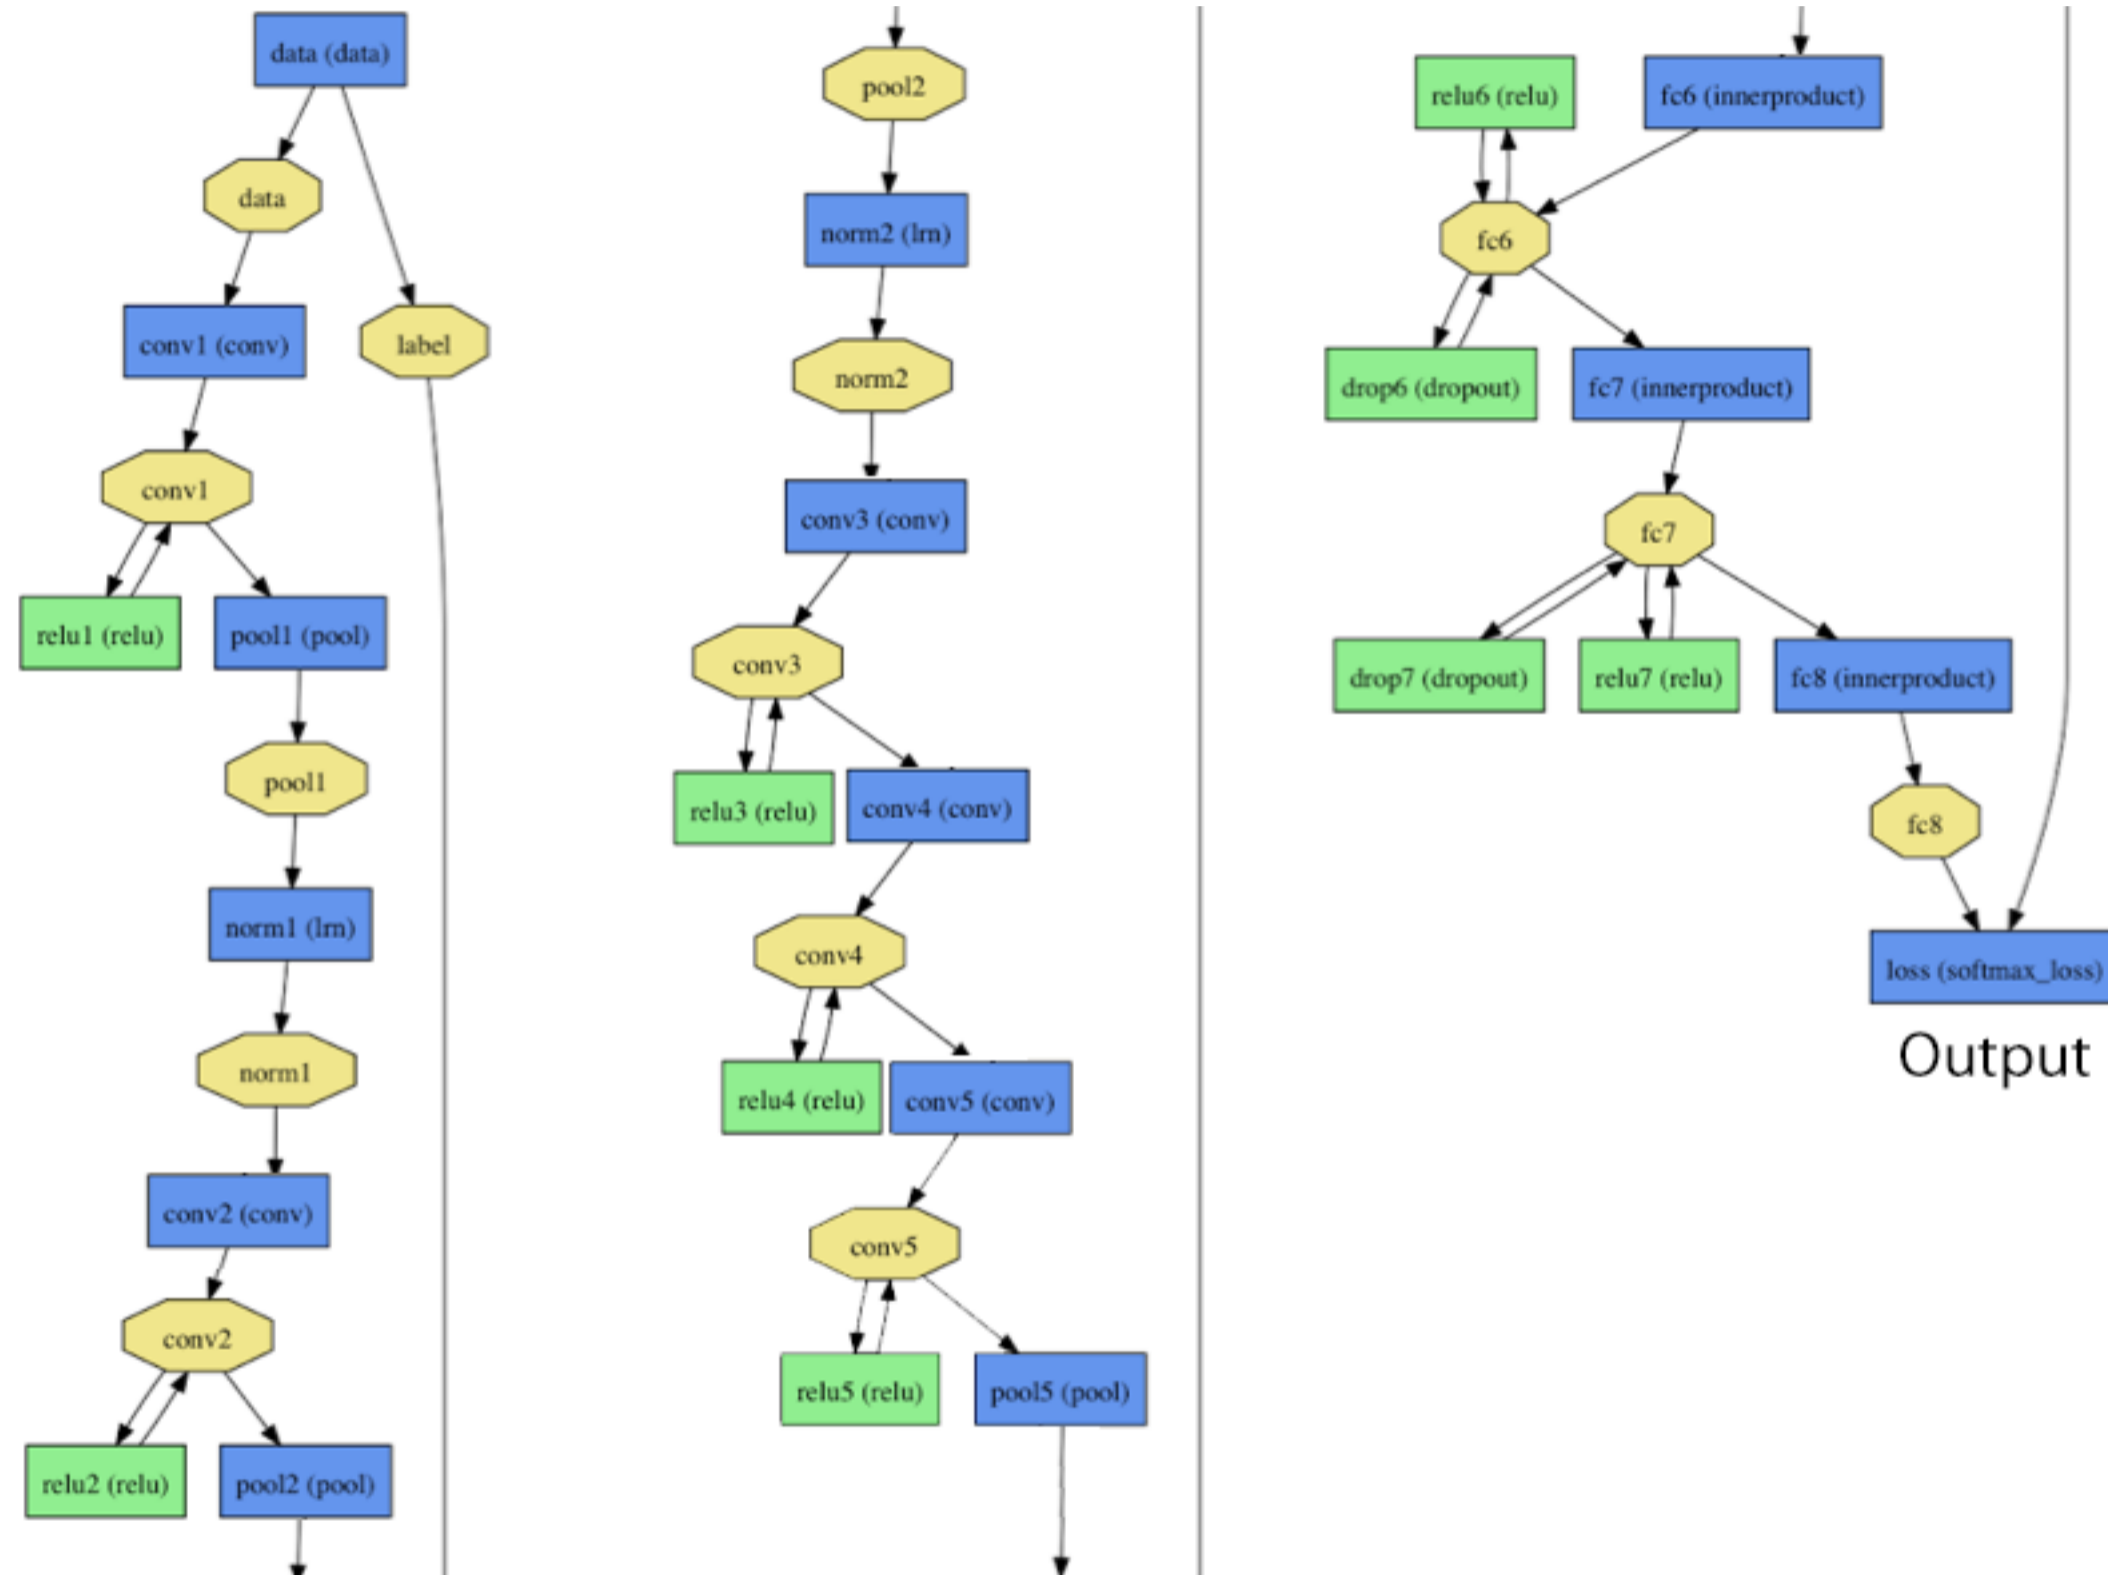 data (data)
data
conv1 (conv)
label
conv1
relu1 (relu)
pool1 (pool)
pool1
norm1 (lrn)
norm1
conv2 (conv)
conv2
relu2 (relu)
pool2 (pool)
pool2
norm2 (lrn)
norm2
conv3 (conv)
conv3
relu3 (relu)
conv4 (conv)
conv4
relu4 (relu)
conv5 (conv)
conv5
relu5 (relu)
pool5 (pool)
relu6 (relu)
fc6 (innerproduct)
fc6
drop6 (dropout)
fc7 (innerproduct)
fc7
drop7 (dropout)
relu7 (relu)
fc8 (innerproduct)
fc8
loss (softmax_loss)
Output